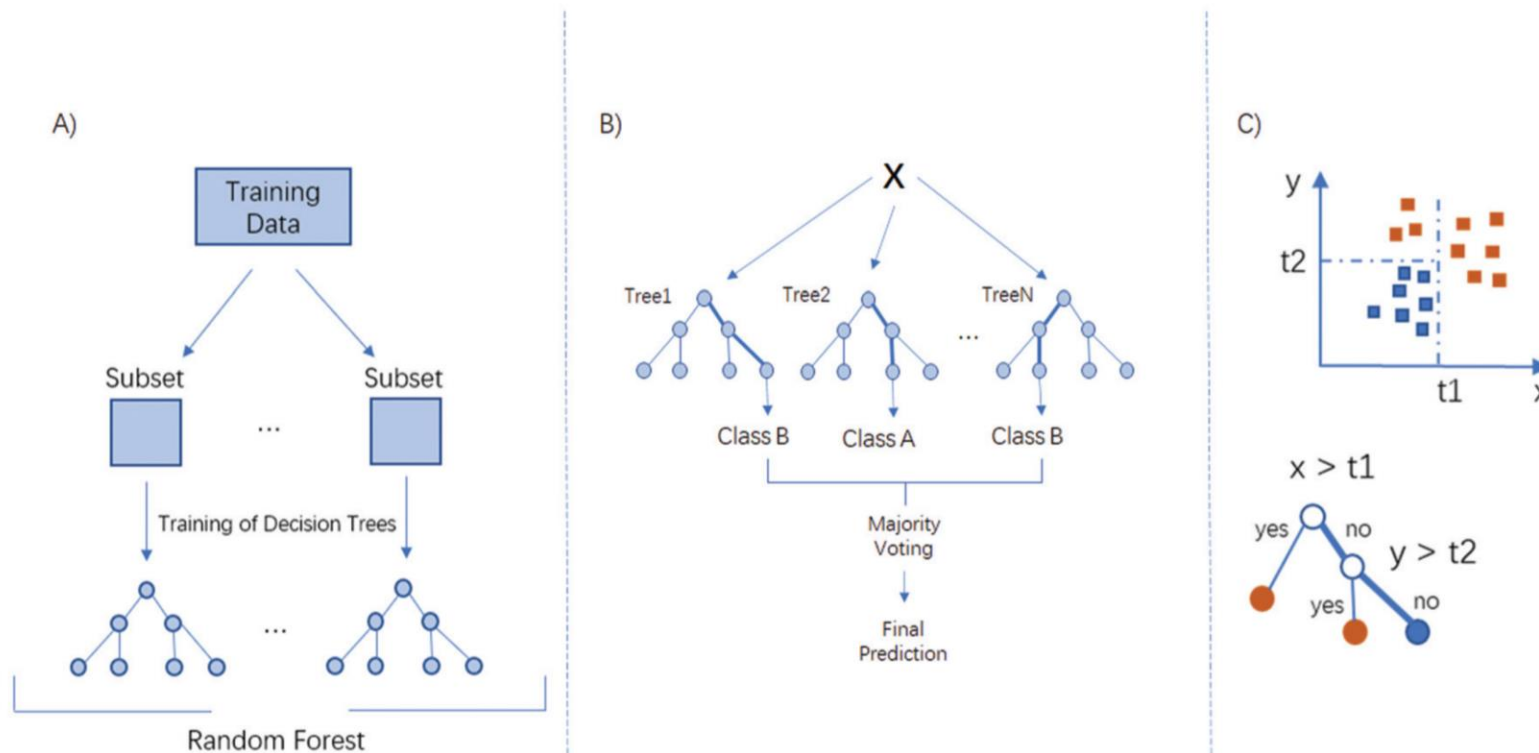 A)
Training
Data
Subset
...
Subset
Training of Decision Trees
...
Random Forest
B)
X
Tree1
Tree2
...
TreeN
Class B
Class A
Class B
Majority
Voting
Final
Prediction
C)
y
t2
t1
x
x > t1
yes
no
y > t2
yes
no